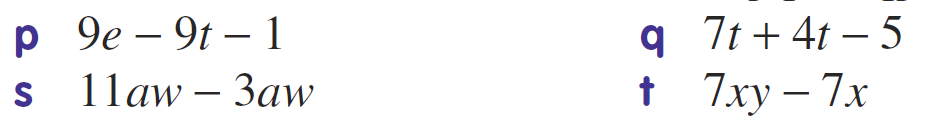 p 9e − 9t − 1 q 7t + 4t − 5
s 11aw − 3aw t 7xy − 7x